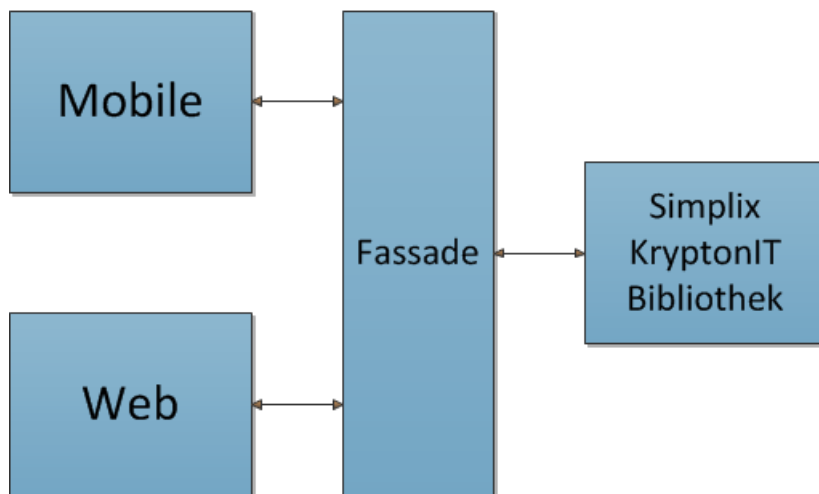 Mobile
Fassade
Simplix
KryptonIT
Bibliothek
Web